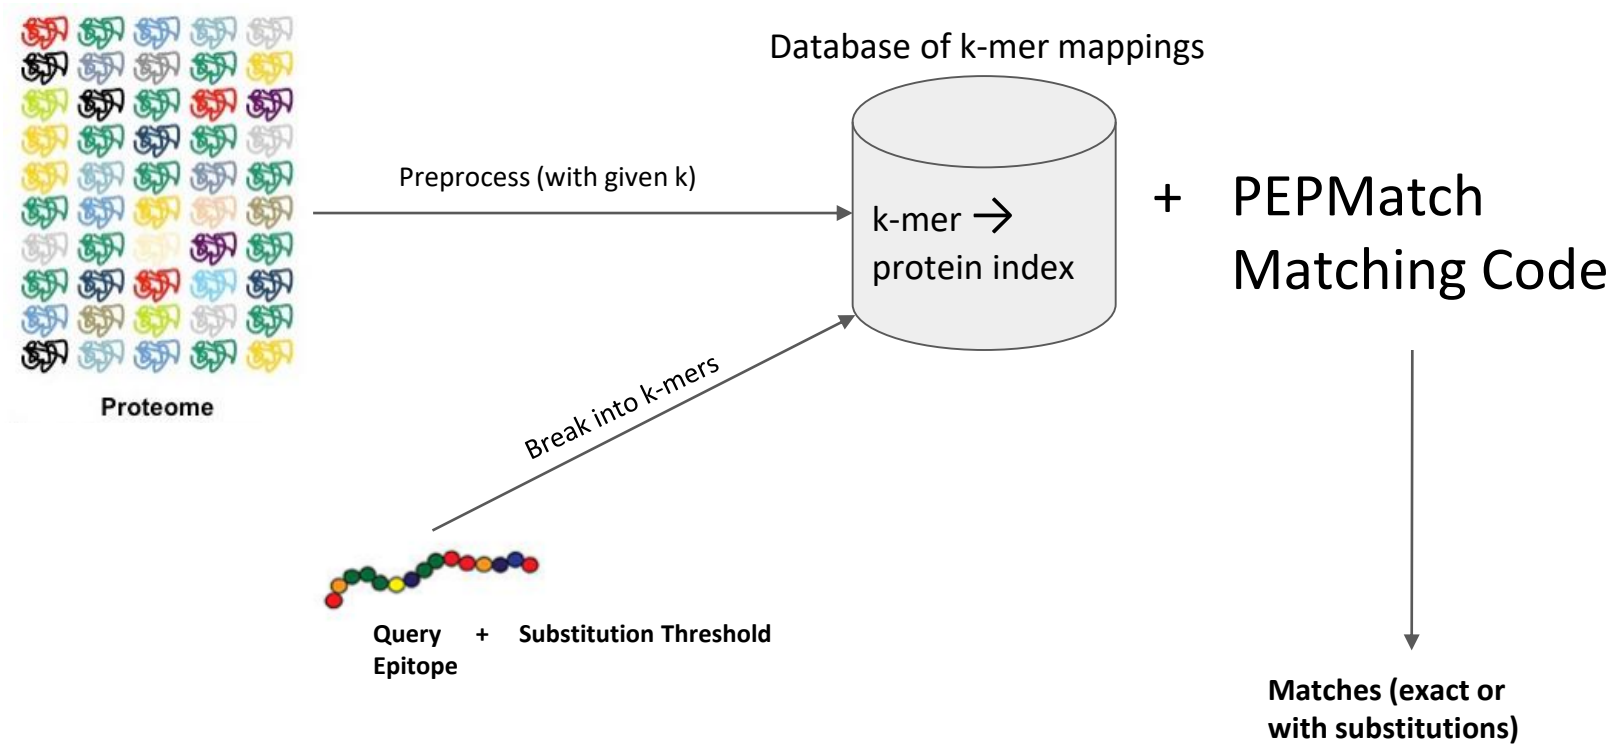 Database of k-mer mappings
Preprocess (with given k)
k-mer →
protein index
+ PEPMatch
Matching Code
Proteome
Break into k-mers
Query + Substitution Threshold
Epitope
Matches (exact or
with substitutions)